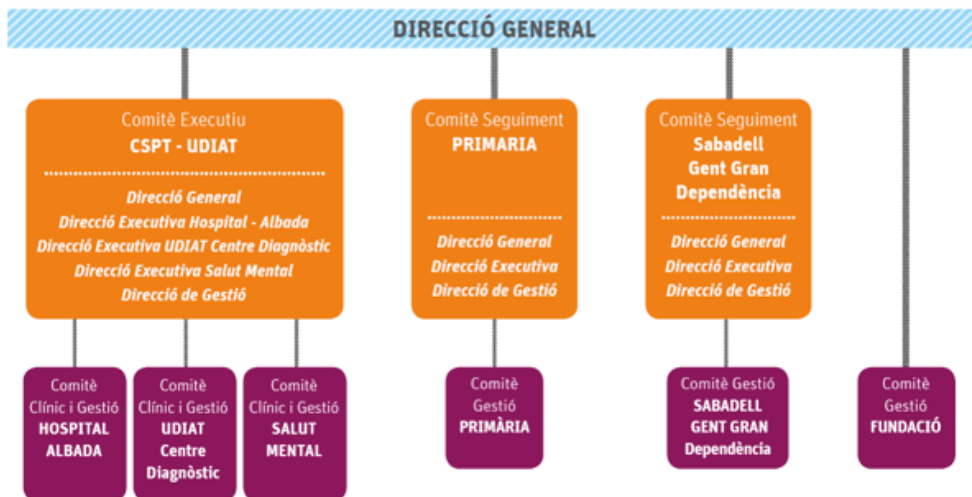 DIRECCIÓ GENERAL
Comitè Executiu
CSPT - UDIAT
Direcció General
Direcció Executiva Hospital - Albada
Direcció Executiva UDIAT Centre Diagnòstic
Direcció Executiva Salut Mental
Direcció de Gestió
Comitè Seguiment
PRIMARIA
Direcció General
Direcció Executiva
Direcció de Gestió
Comitè Seguiment
Sabadell
Gent Gran
Dependència
Direcció General
Direcció Executiva
Direcció de Gestió
Comitè
Clínic i Gestió
HOSPITAL
ALBADA
Comitè
Clínic i Gestió
UDIAT
Centre
Diagnòstic
Comitè
Clínic i Gestió
SALUT
MENTAL
Comitè
Gestió
PRIMÀRIA
Comitè Gestió
SABADELL
GENT GRAN
Dependència
Comitè
Gestió
FUNDACIÓ